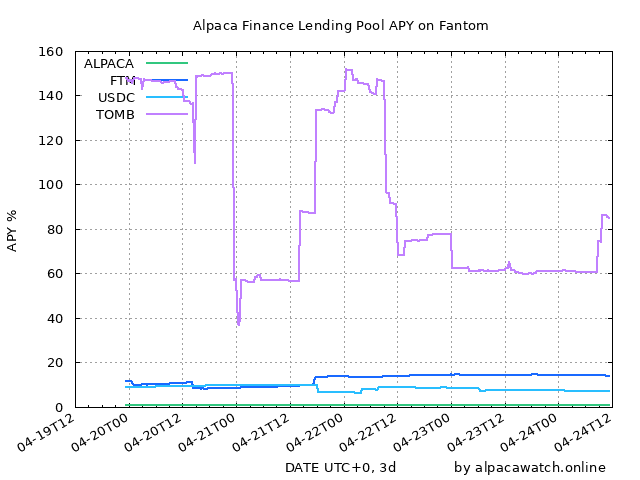 Alpaca Finance Lending Pool APY on Fantom
160
140
120
100
80
60
40
20
0
APY %
ALPACA
FTM
USDC
TOMB
04-19T12
04-20T00
04-20T12
04-21T00
04-21T12
04-22T00
04-22T12
04-23T00
04-23T12
04-24T00
04-24T12
DATE UTC+0, 3d
by alpacawatch.online